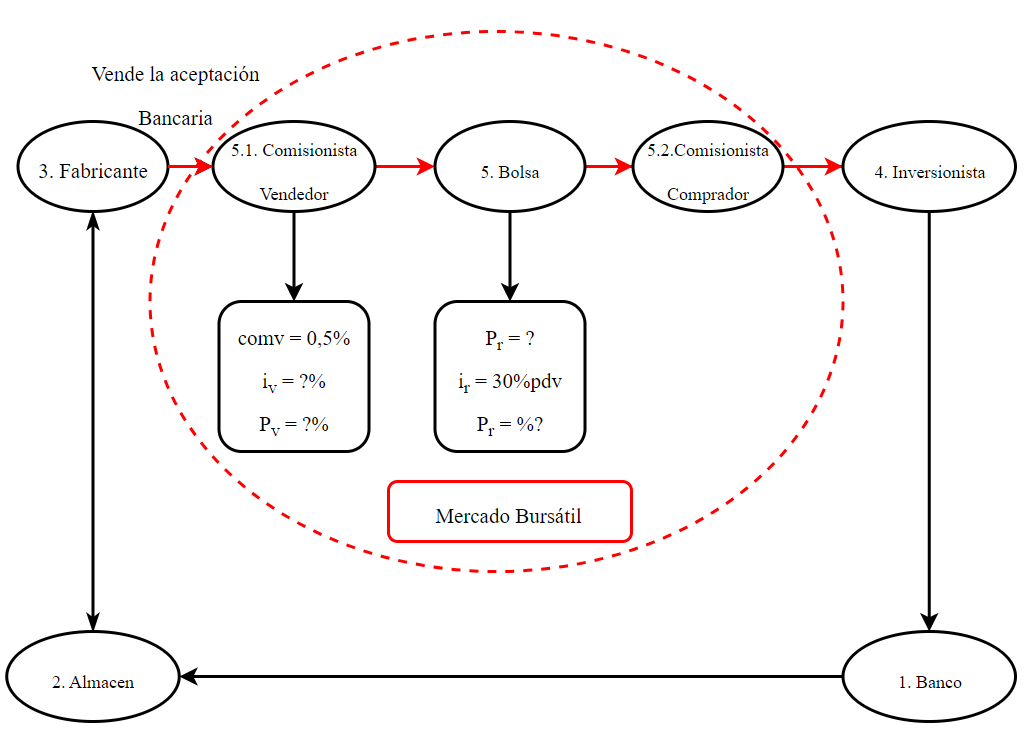 Vende la aceptación
Bancaria
3. Fabricante
5.1. Comisionista
Vendedor
5. Bolsa
5.2.Comisionista
Comprador
4. Inversionista
comv = 0,5%
iv = ?%
Pv = ?%
Pr = ?
ir = 30%pdv
Pr = %?
Mercado Bursátil
2. Almacen
1. Banco